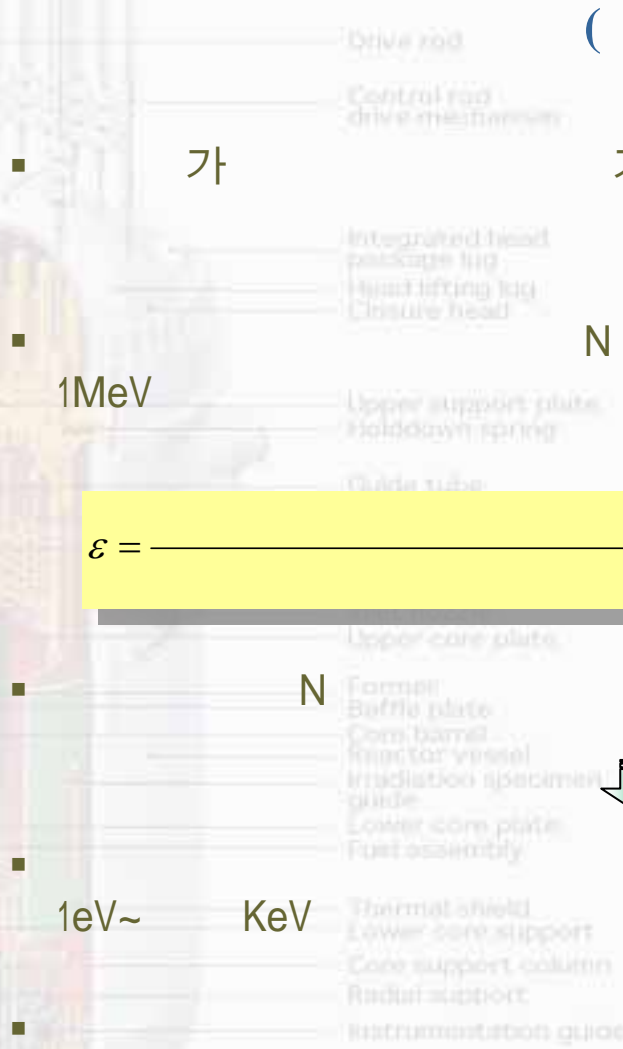 (
Drive rod
Control rod
drive mechanism
가
Integrated head
package lug
Head lifting lug
Closure head
N
1MeV
Upper support plate
Holddown spring
Guide tube
ε =
Upper core plate
N
Former
Baffle plate
Core barrel
Reactor vessel
Irradiation specimen
guide
Lower core plate
Fuel assembly
1eV~ KeV
Thermal shield
Lower core support
Core support column
Radial support
Instrumentation guide